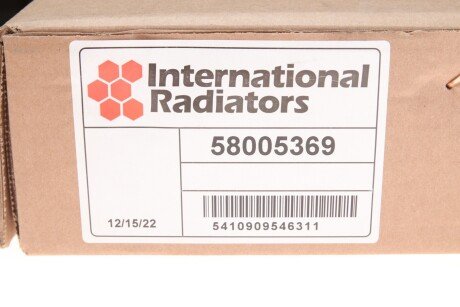 International
Radiators
58005369
12/15/22
5410909546311